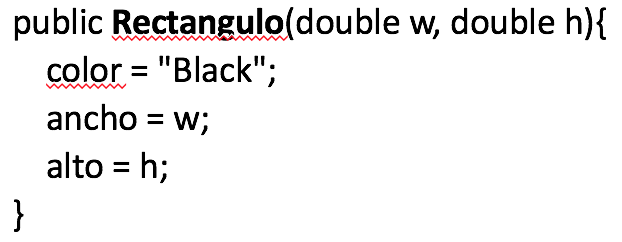 public Rectangulo(double w, double h){
color = "Black";
ancho = w;
alto = h;
}